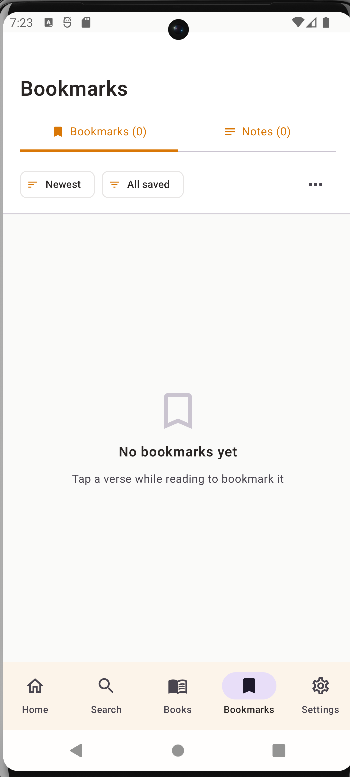 7:23
Bookmarks
Bookmarks (0)
Notes (0)
Newest
All saved
No bookmarks yet
Tap a verse while reading to bookmark it
Home
Search
Books
Bookmarks
Settings